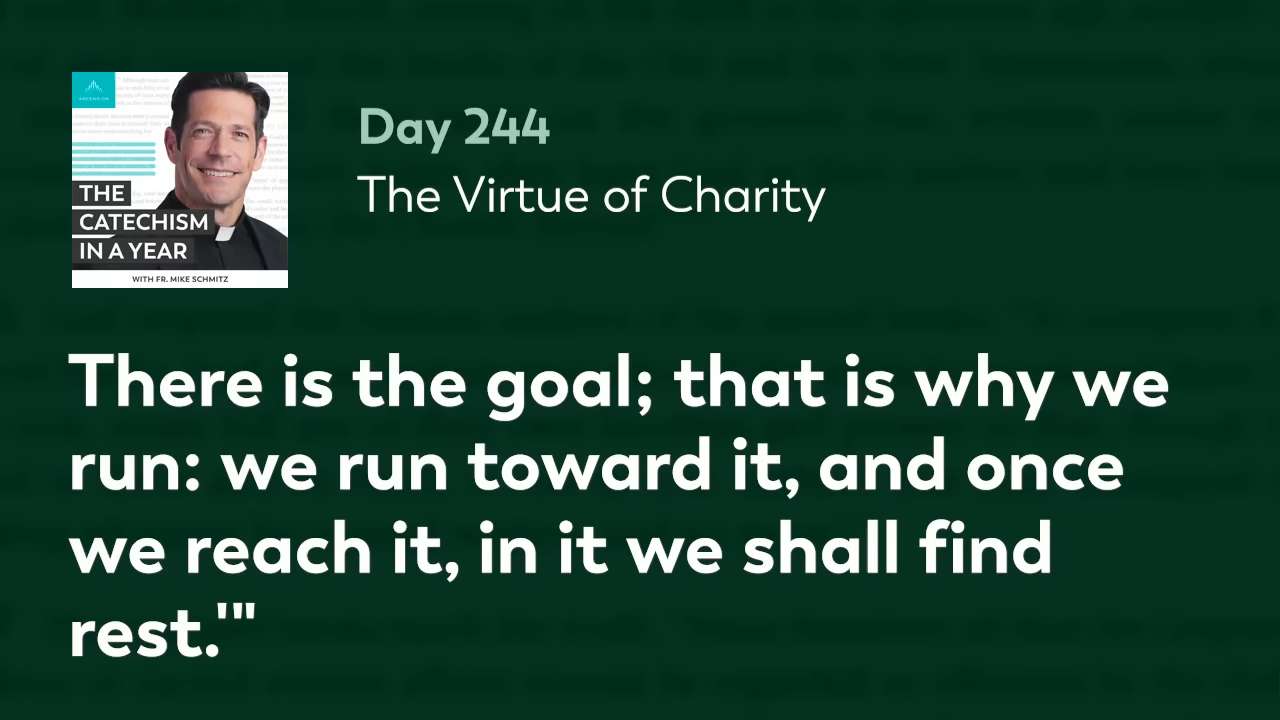 ASCENSION
THE
CATECHISM
IN A YEAR
WITH FR. MIKE SCHMITZ
Day 244
The Virtue of Charity
There is the goal; that is why we
run: we run toward it, and once
we reach it, in it we shall find
rest.'"